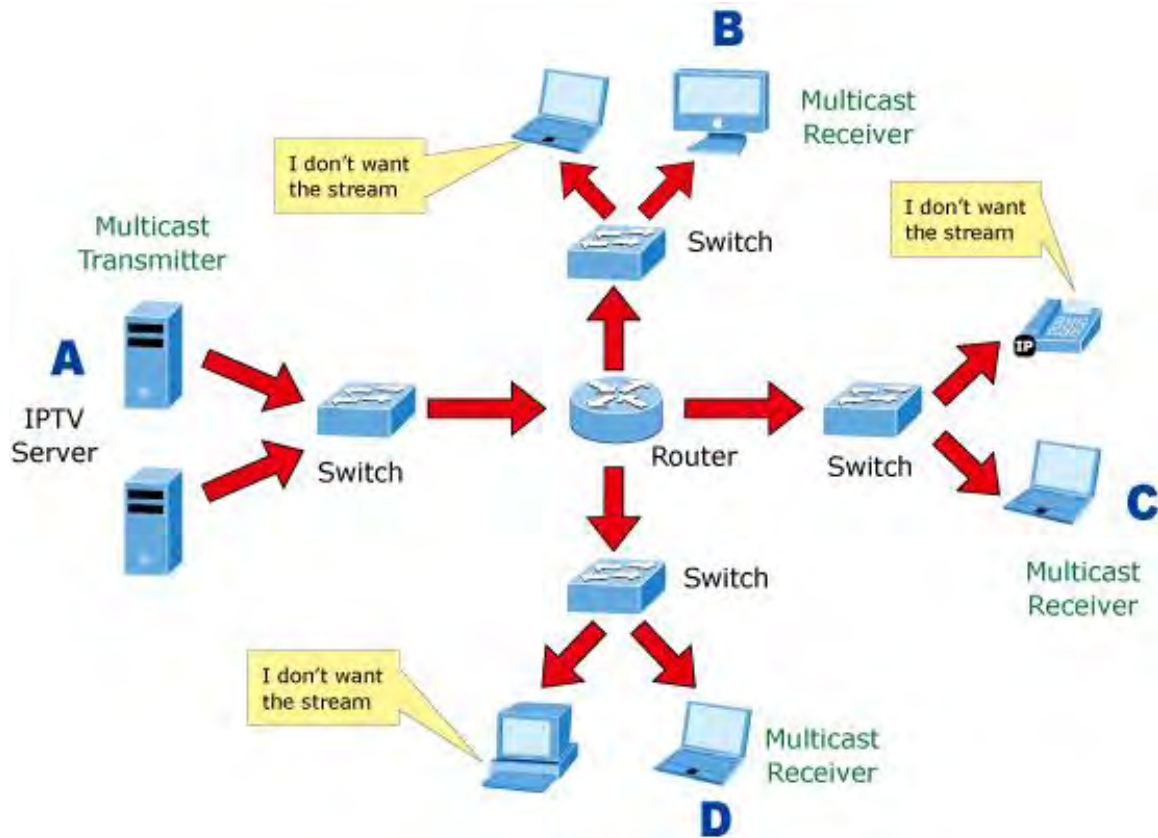 B
Multicast
Receiver
I don't want
the stream
I don't want
the stream
Switch
Multicast
Transmitter
A
IPTV
Server
IP
Switch
Router
Switch
C
Switch
Multicast
Receiver
I don't want
the stream
Multicast
Receiver
D